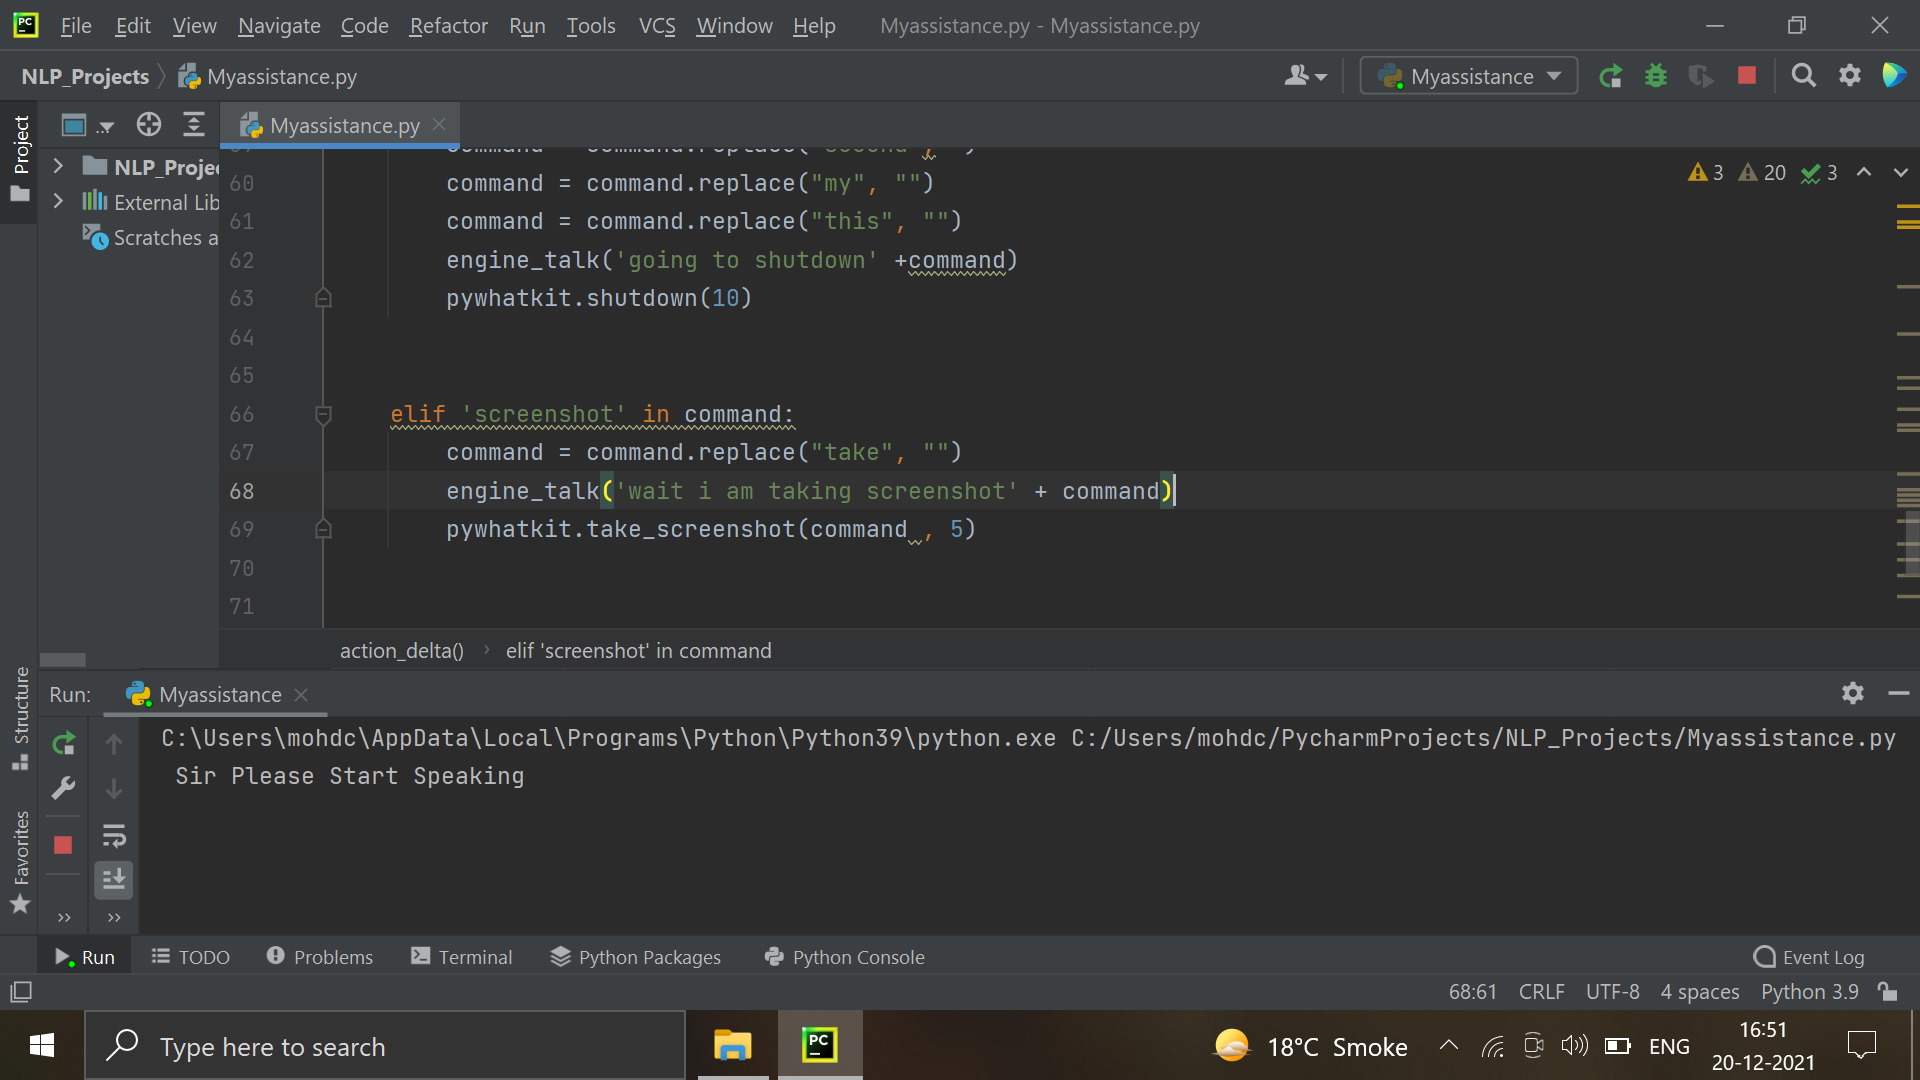 PC File Edit View Navigate Code Refactor Run Tools VCS Window Help Myassistance.py - Myassistance.py
NLP_Projects Myassistance.py Myassistance
Project ... Myassistance.py
NLP_Projec
External Lib
Scratches a
3 20 3
60 command = command.replace("my", "")
61 command = command.replace("this", "")
62 engine_talk('going to shutdown' +command)
63 pywhatkit.shutdown(10)
64
65
66 elif 'screenshot' in command:
67 command = command.replace("take", "")
68 engine_talk('wait i am taking screenshot' + command)
69 pywhatkit.take_screenshot(command , 5)
70
71
action_delta() › elif 'screenshot' in command
Structure
Favorites
Run: Myassistance
C:\Users\mohdc\AppData\Local\Programs\Python\Python39\python.exe C:/Users/mohdc/PycharmProjects/NLP_Projects/Myassistance.py
Sir Please Start Speaking
Run TODO Problems Terminal Python Packages Python Console Event Log
68:61 CRLF UTF-8 4 spaces Python 3.9
Type here to search PC 18°C Smoke ENG
16:51
20-12-2021